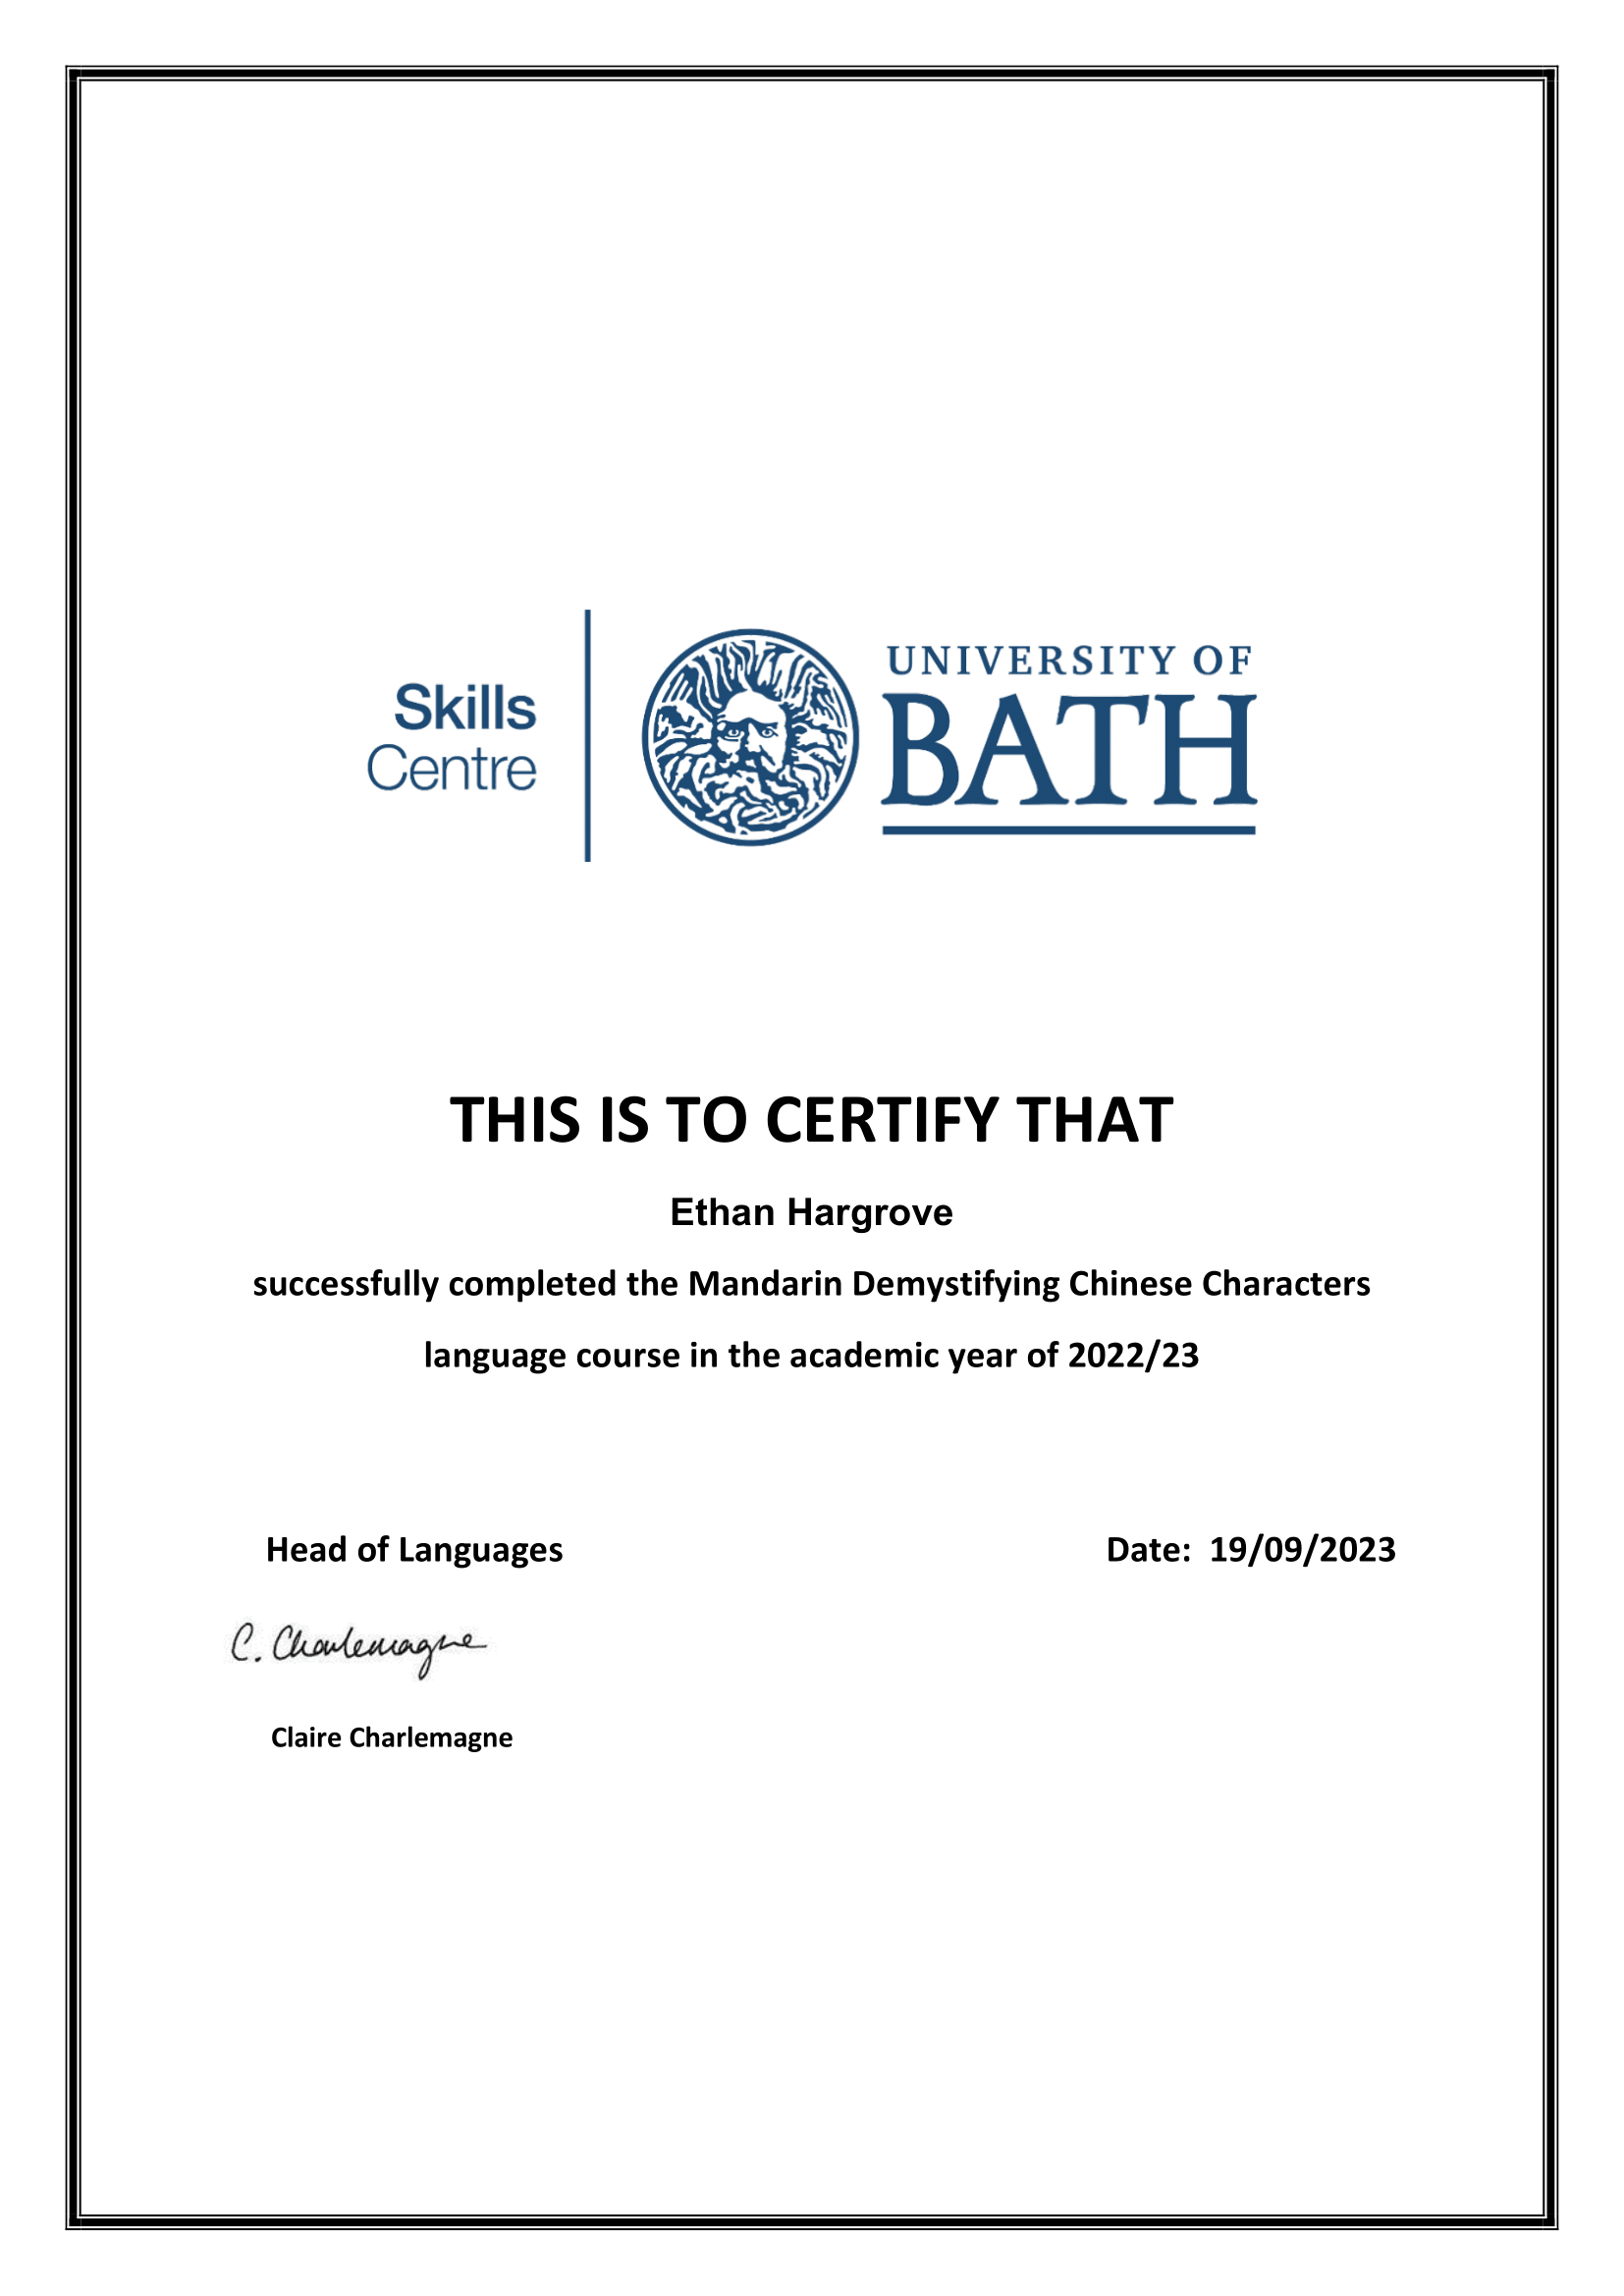 Skills
Centre
UNIVERSITY OF
BATH
THIS IS TO CERTIFY THAT
Ethan Hargrove
successfully completed the Mandarin Demystifying Chinese Characters
language course in the academic year of 2022/23
Head of Languages
Date: 19/09/2023
C. Charlemagne
Claire Charlemagne